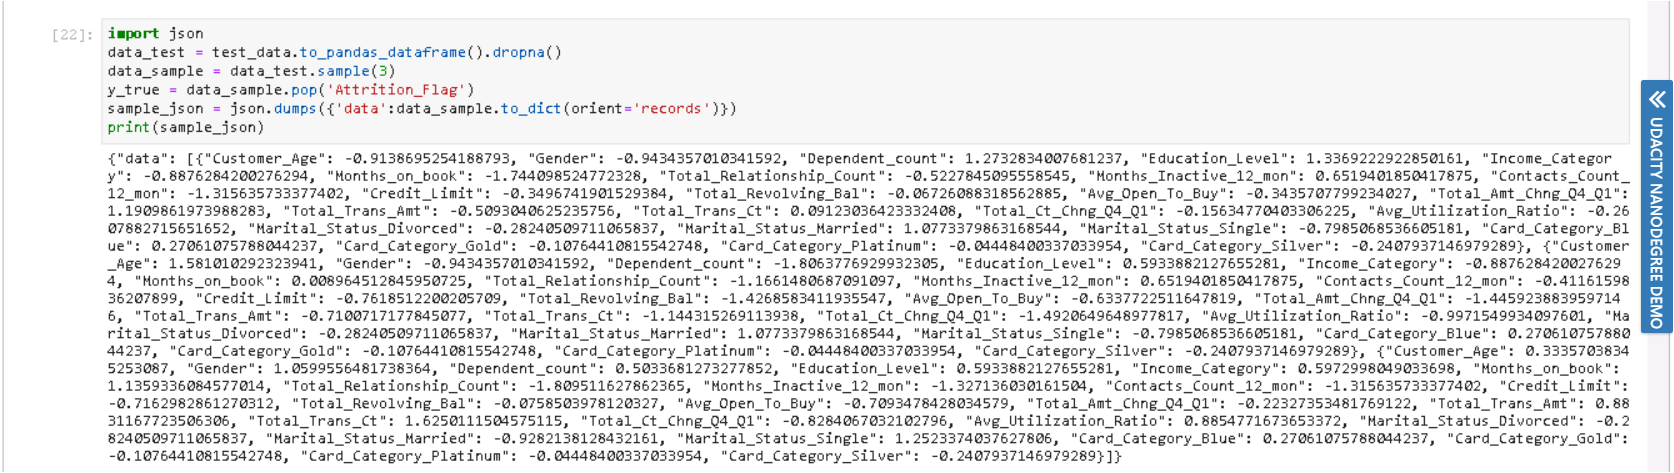 [22]:
import json
data_test = test_data.to_pandas_dataframe().dropna()
data_sample = data_test.sample(3)
y_true = data_sample.pop('Attrition_Flag')
sample_json = json.dumps({'data':data_sample.to_dict(orient='records')})
print(sample_json)
{"data": [{"Customer_Age": -0.9138695254188793, "Gender": -0.9434357010341592, "Dependent_count": 1.2732834007681237, "Education_Level": 1.3369222922850161, "Income_Categor
y": -0.8876284200276294, "Months_on_book": -1.744098524772328, "Total_Relationship_Count": -0.5227845095558545, "Months_Inactive_12_mon": 0.6519401850417875, "Contacts_Count_
12_mon": -1.315635733377402, "Credit_Limit": -0.3496741901529384, "Total_Revolving_Bal": -0.06726088318562885, "Avg_Open_To_Buy": -0.3435707799234027, "Total_Amt_Chng_Q4_Q1":
1.1909861973988283, "Total_Trans_Amt": -0.5093040625235756, "Total_Trans_Ct": 0.09123036423332408, "Total_Ct_Chng_Q4_Q1": -0.15634770403306225, "Avg_Utilization_Ratio": -0.26
07882715651652, "Marital_Status_Divorced": -0.28240509711065837, "Marital_Status_Married": 1.0773379863168544, "Marital_Status_Single": -0.7985068536605181, "Card_Category_Bl
ue": 0.27061075788044237, "Card_Category_Gold": -0.10764410815542748, "Card_Category_Platinum": -0.04448400337033954, "Card_Category_Silver": -0.2407937146979289}, {"Customer
_Age": 1.581010292323941, "Gender": -0.9434357010341592, "Dependent_count": -1.8063776929932305, "Education_Level": 0.5933882127655281, "Income_Category": -0.887628420027629
4, "Months_on_book": 0.008964512845950725, "Total_Relationship_Count": -1.1661480687091097, "Months_Inactive_12_mon": 0.6519401850417875, "Contacts_Count_12_mon": -0.41161598
36207899, "Credit_Limit": -0.7618512200205709, "Total_Revolving_Bal": -1.4268583411935547, "Avg_Open_To_Buy": -0.6337722511647819, "Total_Amt_Chng_Q4_Q1": -1.445923883959714
6, "Total_Trans_Amt": -0.7100717177845077, "Total_Trans_Ct": -1.144315269113938, "Total_Ct_Chng_Q4_Q1": -1.4920649648977817, "Avg_Utilization_Ratio": -0.9971549934097601, "Ma
rital_Status_Divorced": -0.28240509711065837, "Marital_Status_Married": 1.0773379863168544, "Marital_Status_Single": -0.7985068536605181, "Card_Category_Blue": 0.270610757880
44237, "Card_Category_Gold": -0.10764410815542748, "Card_Category_Platinum": -0.04448400337033954, "Card_Category_Silver": -0.2407937146979289}, {"Customer_Age": 0.3335703834
5253087, "Gender": 1.0599556481738364, "Dependent_count": 0.5033681273277852, "Education_Level": 0.5933882127655281, "Income_Category": 0.5972998049033698, "Months_on_book":
1.1359336084577014, "Total_Relationship_Count": -1.809511627862365, "Months_Inactive_12_mon": -1.327136030161504, "Contacts_Count_12_mon": -1.315635733377402, "Credit_Limit":
-0.7162982861270312, "Total_Revolving_Bal": -0.0758503978120327, "Avg_Open_To_Buy": -0.7093478428034579, "Total_Amt_Chng_Q4_Q1": -0.22327353481769122, "Total_Trans_Amt": 0.88
31167723506306, "Total_Trans_Ct": 1.6250111504575115, "Total_Ct_Chng_Q4_Q1": -0.8284067032102796, "Avg_Utilization_Ratio": 0.8854771673653372, "Marital_Status_Divorced": -0.2
8240509711065837, "Marital_Status_Married": -0.9282138128432161, "Marital_Status_Single": 1.2523374037627806, "Card_Category_Blue": 0.27061075788044237, "Card_Category_Gold":
-0.10764410815542748, "Card_Category_Platinum": -0.04448400337033954, "Card_Category_Silver": -0.2407937146979289}]}
UDACITY NANODEGREE DEMO